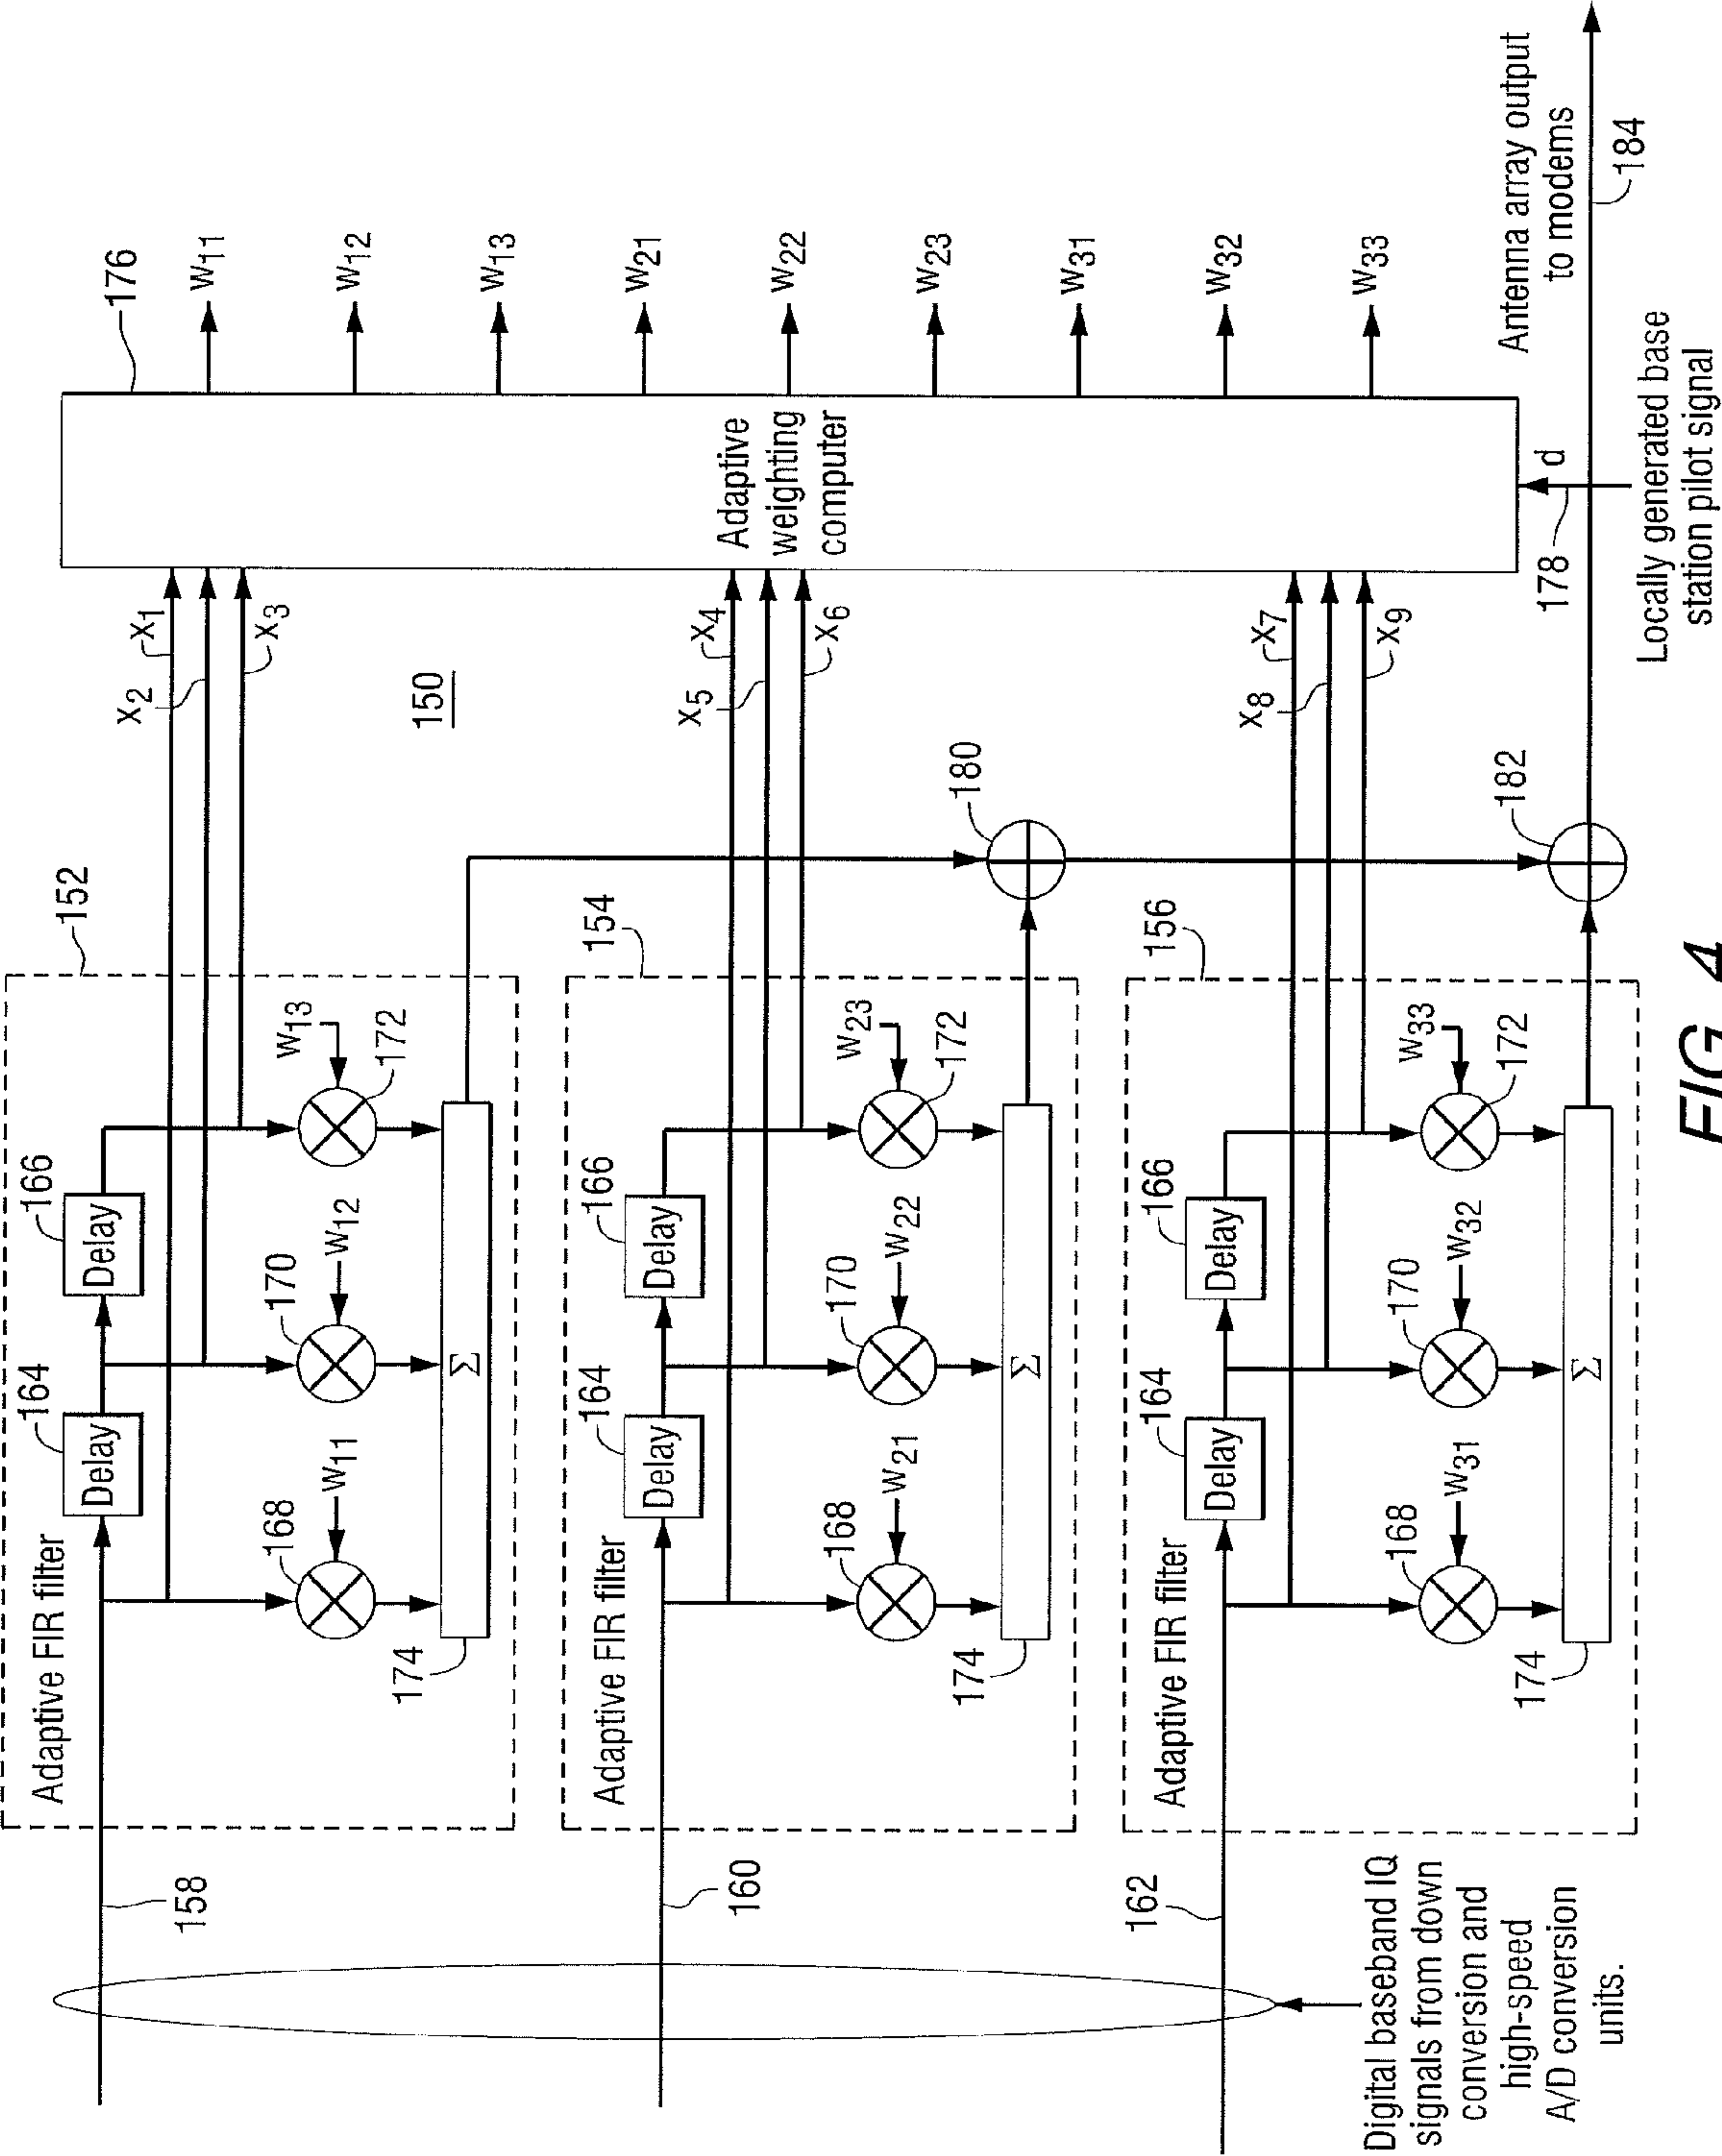 152
Adaptive FIR filter
158
164
Delay
166
Delay
168
W11
170
W12
W13
172
174
Σ
X1
X2
X3
150
154
Adaptive FIR filter
160
164
Delay
166
Delay
168
W21
170
W22
W23
172
174
Σ
180
X4
X5
X6
156
Adaptive FIR filter
162
164
Delay
166
Delay
168
W31
170
W32
W33
172
174
Σ
182
X7
X8
X9
Adaptive
weighting
computer
176
W11
W12
W13
W21
W22
W23
W31
W32
W33
d
178
Locally generated base
station pilot signal
Antenna array output
to modems
184
Digital baseband IQ
signals from down
conversion and
high-speed
A/D conversion
units.
FIG. 4